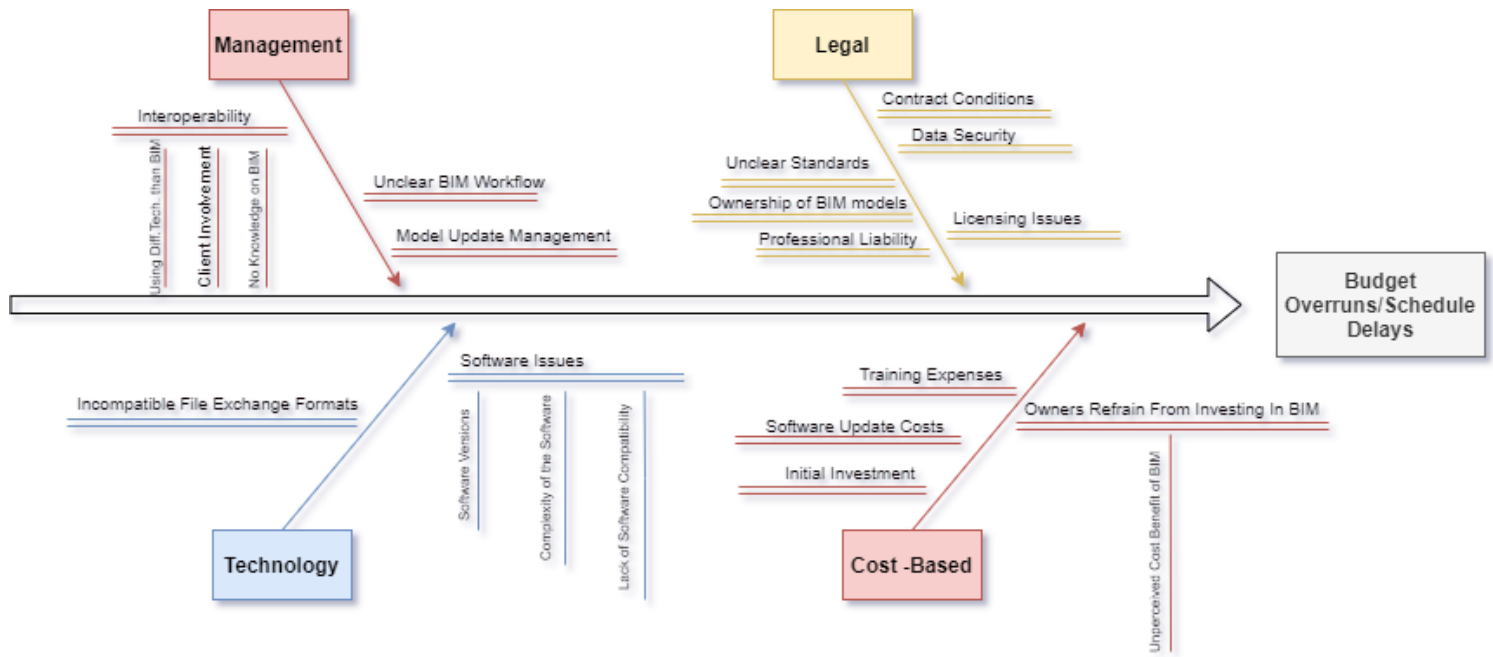 Management
Legal
Interoperability
Using Diff.Tech. than BIM
Client Involvement
No Knowledge on BIM
Unclear BIM Workflow
Model Update Management
Contract Conditions
Data Security
Unclear Standards
Ownership of BIM models
Professional Liability
Licensing Issues
Budget
Overruns/Schedule
Delays
Incompatible File Exchange Formats
Software Issues
Software Versions
Complexity of the Software
Lack of Software Compatibility
Technology
Training Expenses
Software Update Costs
Initial Investment
Owners Refrain From Investing In BIM
Unperceived Cost Benefit of BIM
Cost -Based